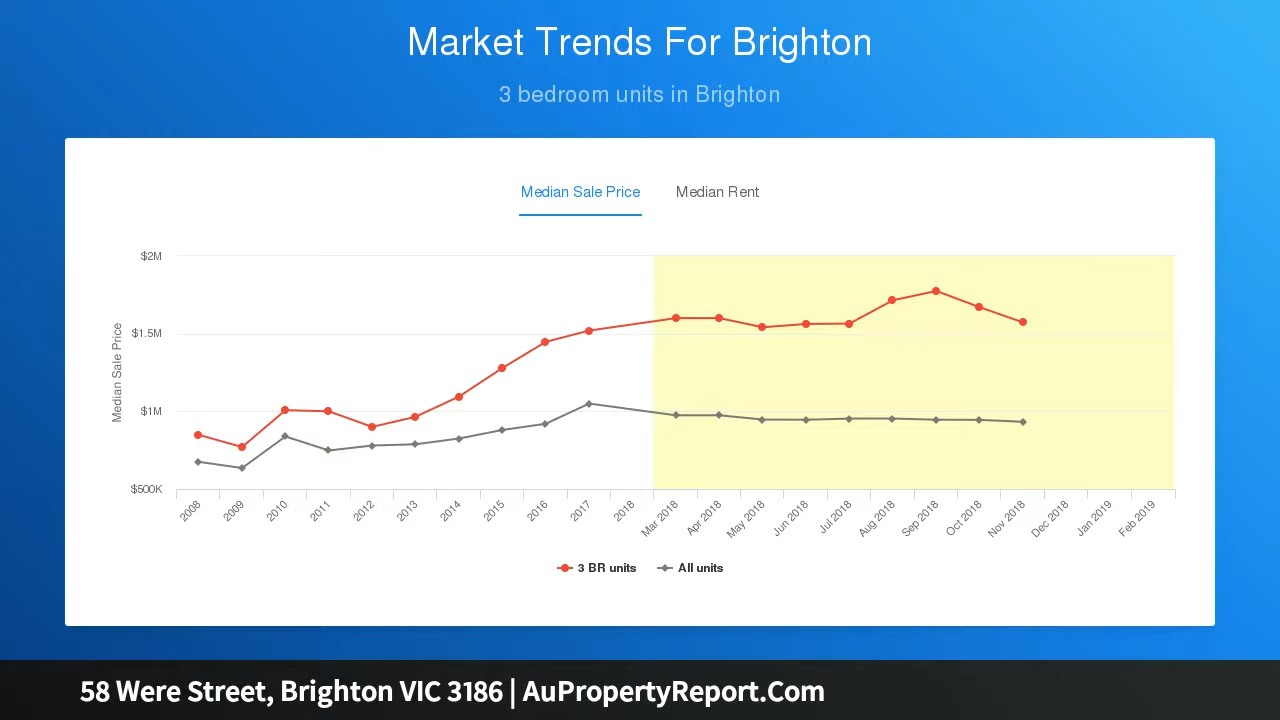 Market Trends For Brighton
3 bedroom units in Brighton
Median Sale Price
Median Rent
$2M
$1.5M
$1M
$500K
Median Sale Price
2008
2009
2010
2011
2012
2013
2014
2015
2016
2017
2018
Mar 2018
Apr 2018
May 2018
Jun 2018
Jul 2018
Aug 2018
Sep 2018
Oct 2018
Nov 2018
Dec 2018
Jan 2019
Feb 2019
3 BR units
All units
58 Were Street, Brighton VIC 3186 | AuPropertyReport.Com